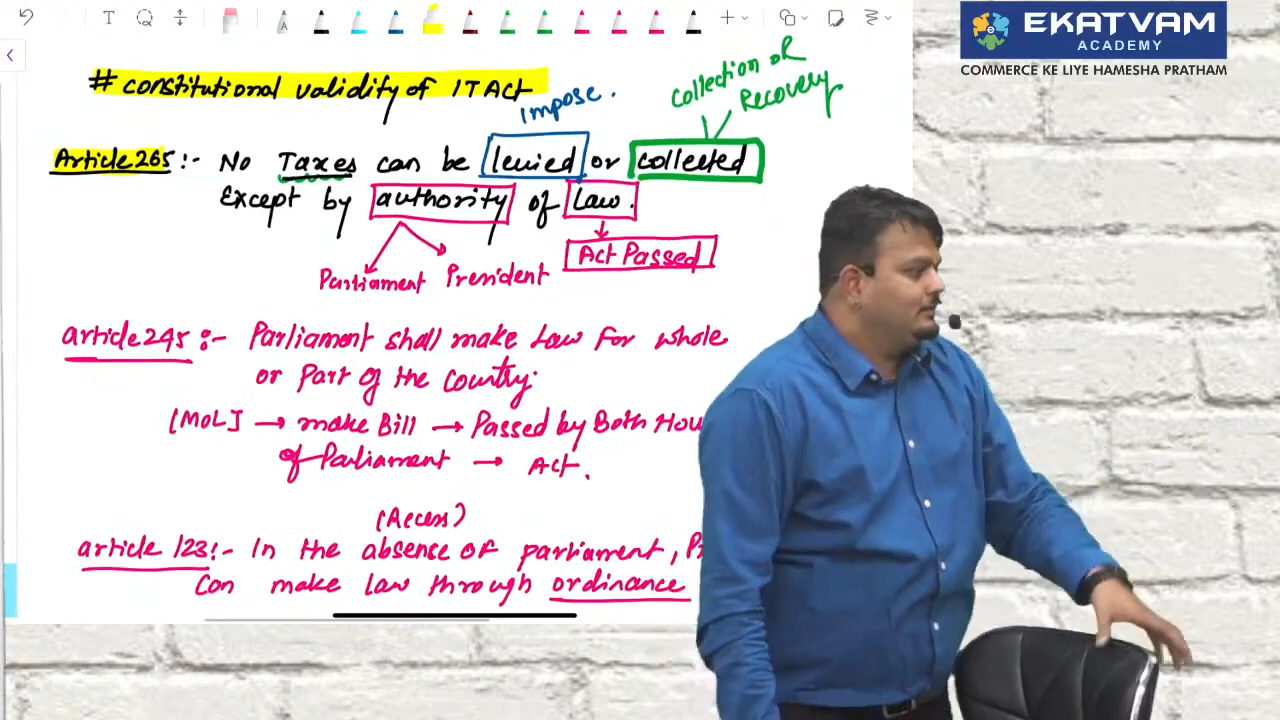 EKATVAM
ACADEMY
COMMERCE KE LIYE HAMESHA PRATHAM
# constitutional validity of IT Act
impose.
collection or
Recovery
Article 265 :- No Taxes can be levied or collected
Except by authority of Law.
Act Passed
Parliament President
article 245 :- Parliament shall make Law for whole
or part of the country.
[MoL] → make Bill → Passed by Both Hou
of Parliament → Act.
(Access)
article 123:- In the absence of parliament, P
can make law through ordinance